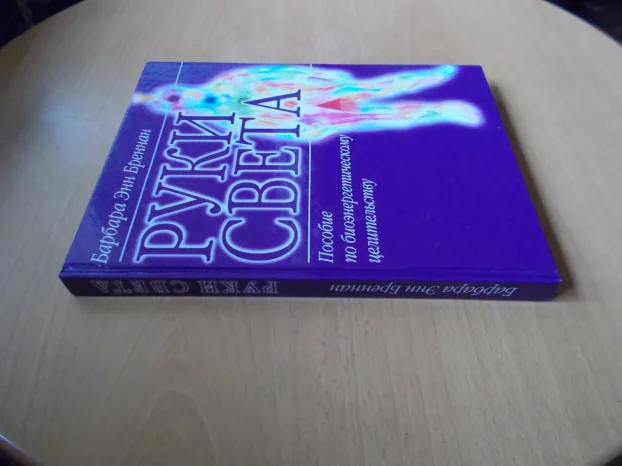 Барбара Энн Бреннан
РУКИ
СВЕТА
Пособие
по биоэнергетическому
целительству
РУКИ СВЕТА
Барбара Энн Бреннан